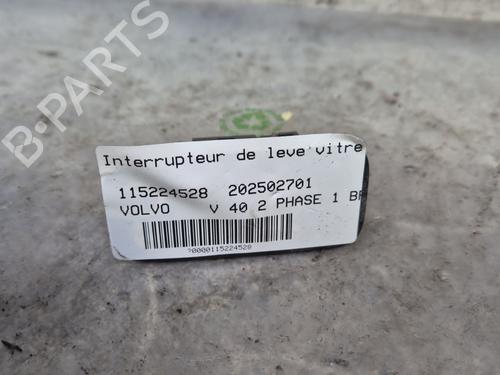 B-PARTS
Interrupteur de leve vitre
115224528 202502701
VOLVO V 40 2 PHASE 1
*0000115224528